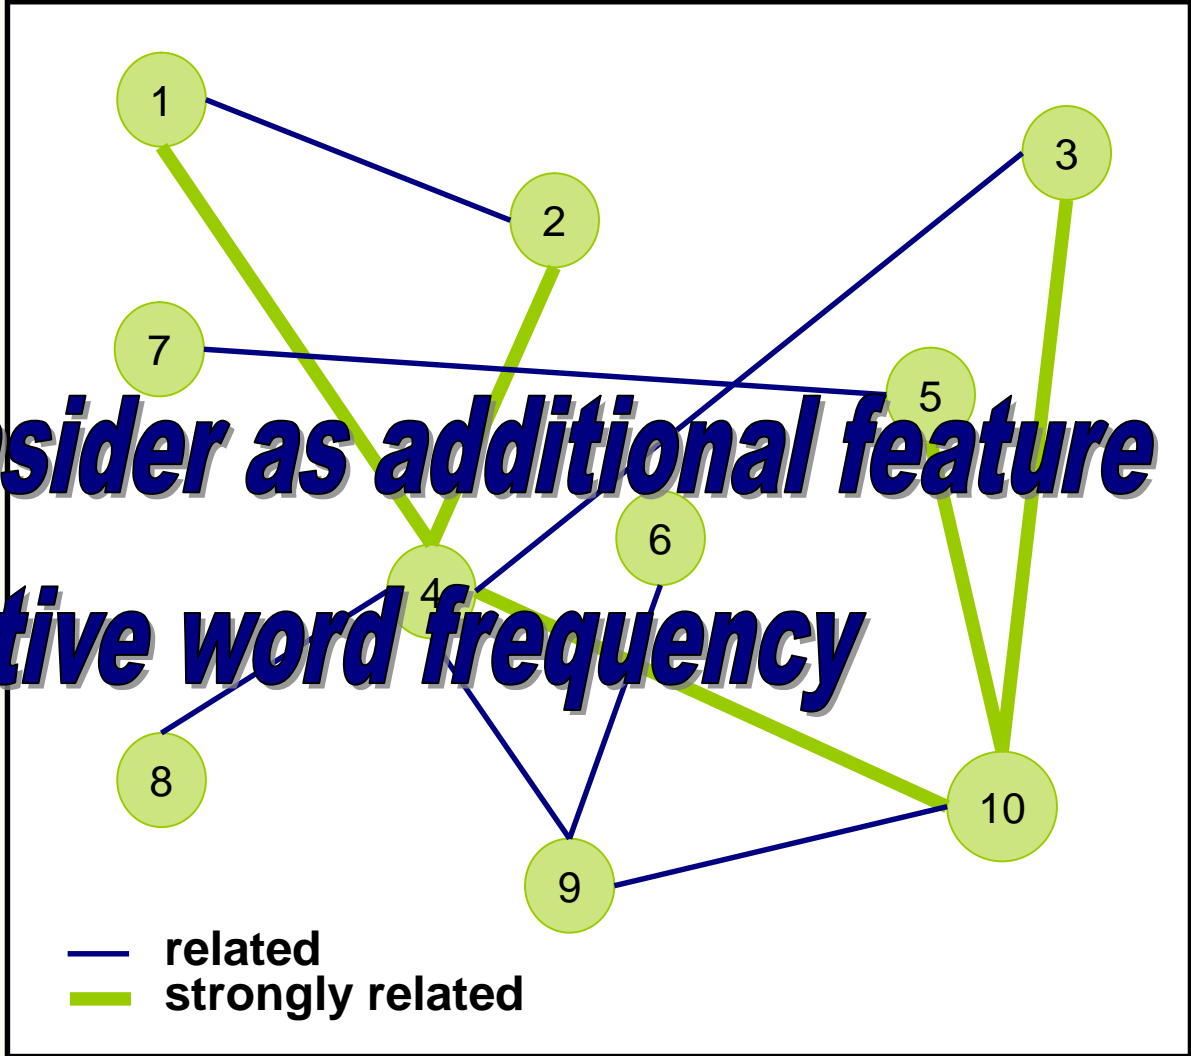 1
3
2
7
5
nsider as additional feature
6
4
tive word frequency
8
10
9
related
strongly related